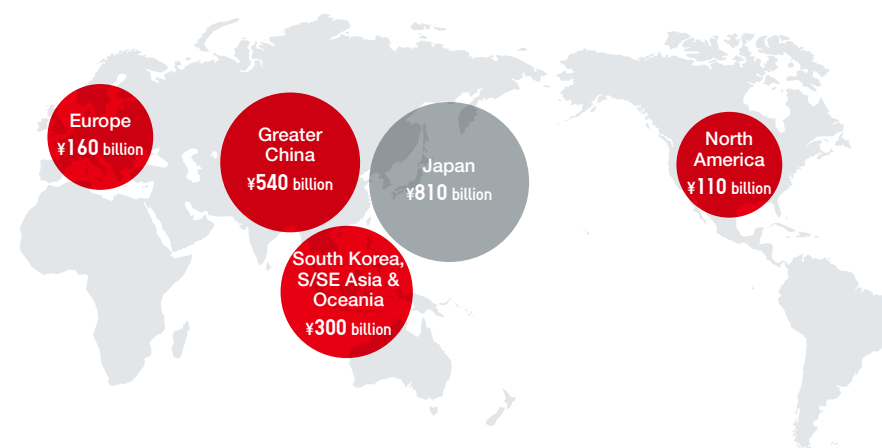 Europe
¥160 billion
Greater
China
¥540 billion
Japan
¥810 billion
South Korea,
S/SE Asia &
Oceania
¥300 billion
North
America
¥110 billion